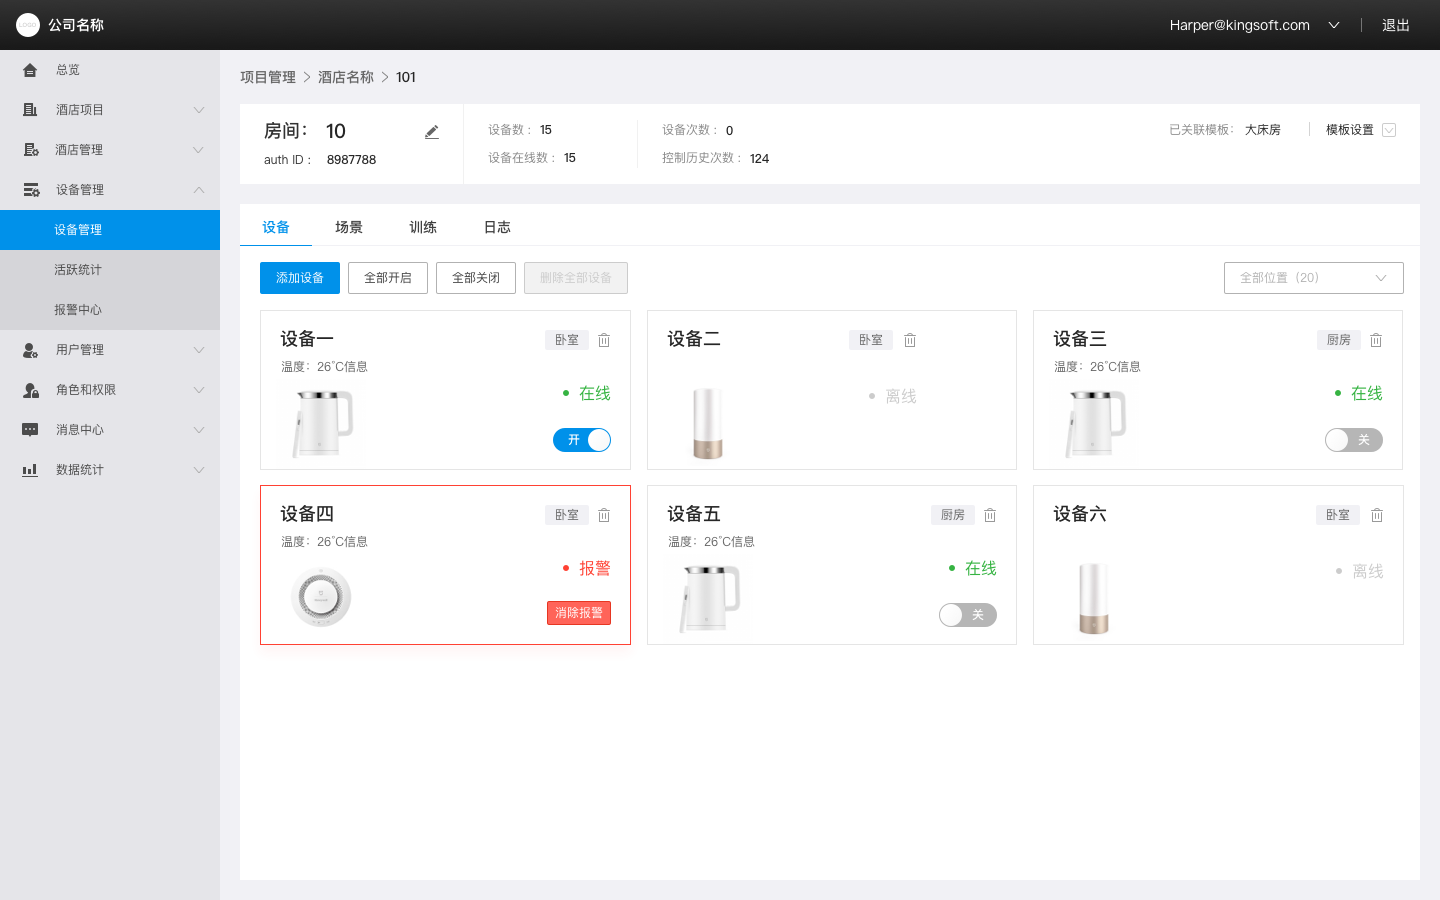 公司名称
Harper@kingsoft.com
退出
总览
酒店项目
酒店管理
设备管理
设备管理
活跃统计
报警中心
用户管理
角色和权限
消息中心
数据统计
项目管理 > 酒店名称 > 101
房间： 10
auth ID： 8987788
设备数： 15
设备在线数： 15
设备次数： 0
控制历史次数： 124
已关联模板： 大床房
模板设置
设备 场景 训练 日志
添加设备 全部开启 全部关闭 删除全部设备
全部位置（20）
设备一 卧室
温度：26°C信息
在线
开
设备二 卧室
离线
设备三 厨房
温度：26°C信息
在线
关
设备四 卧室
温度：26°C信息
报警
消除报警
设备五 厨房
温度：26°C信息
在线
关
设备六 卧室
离线